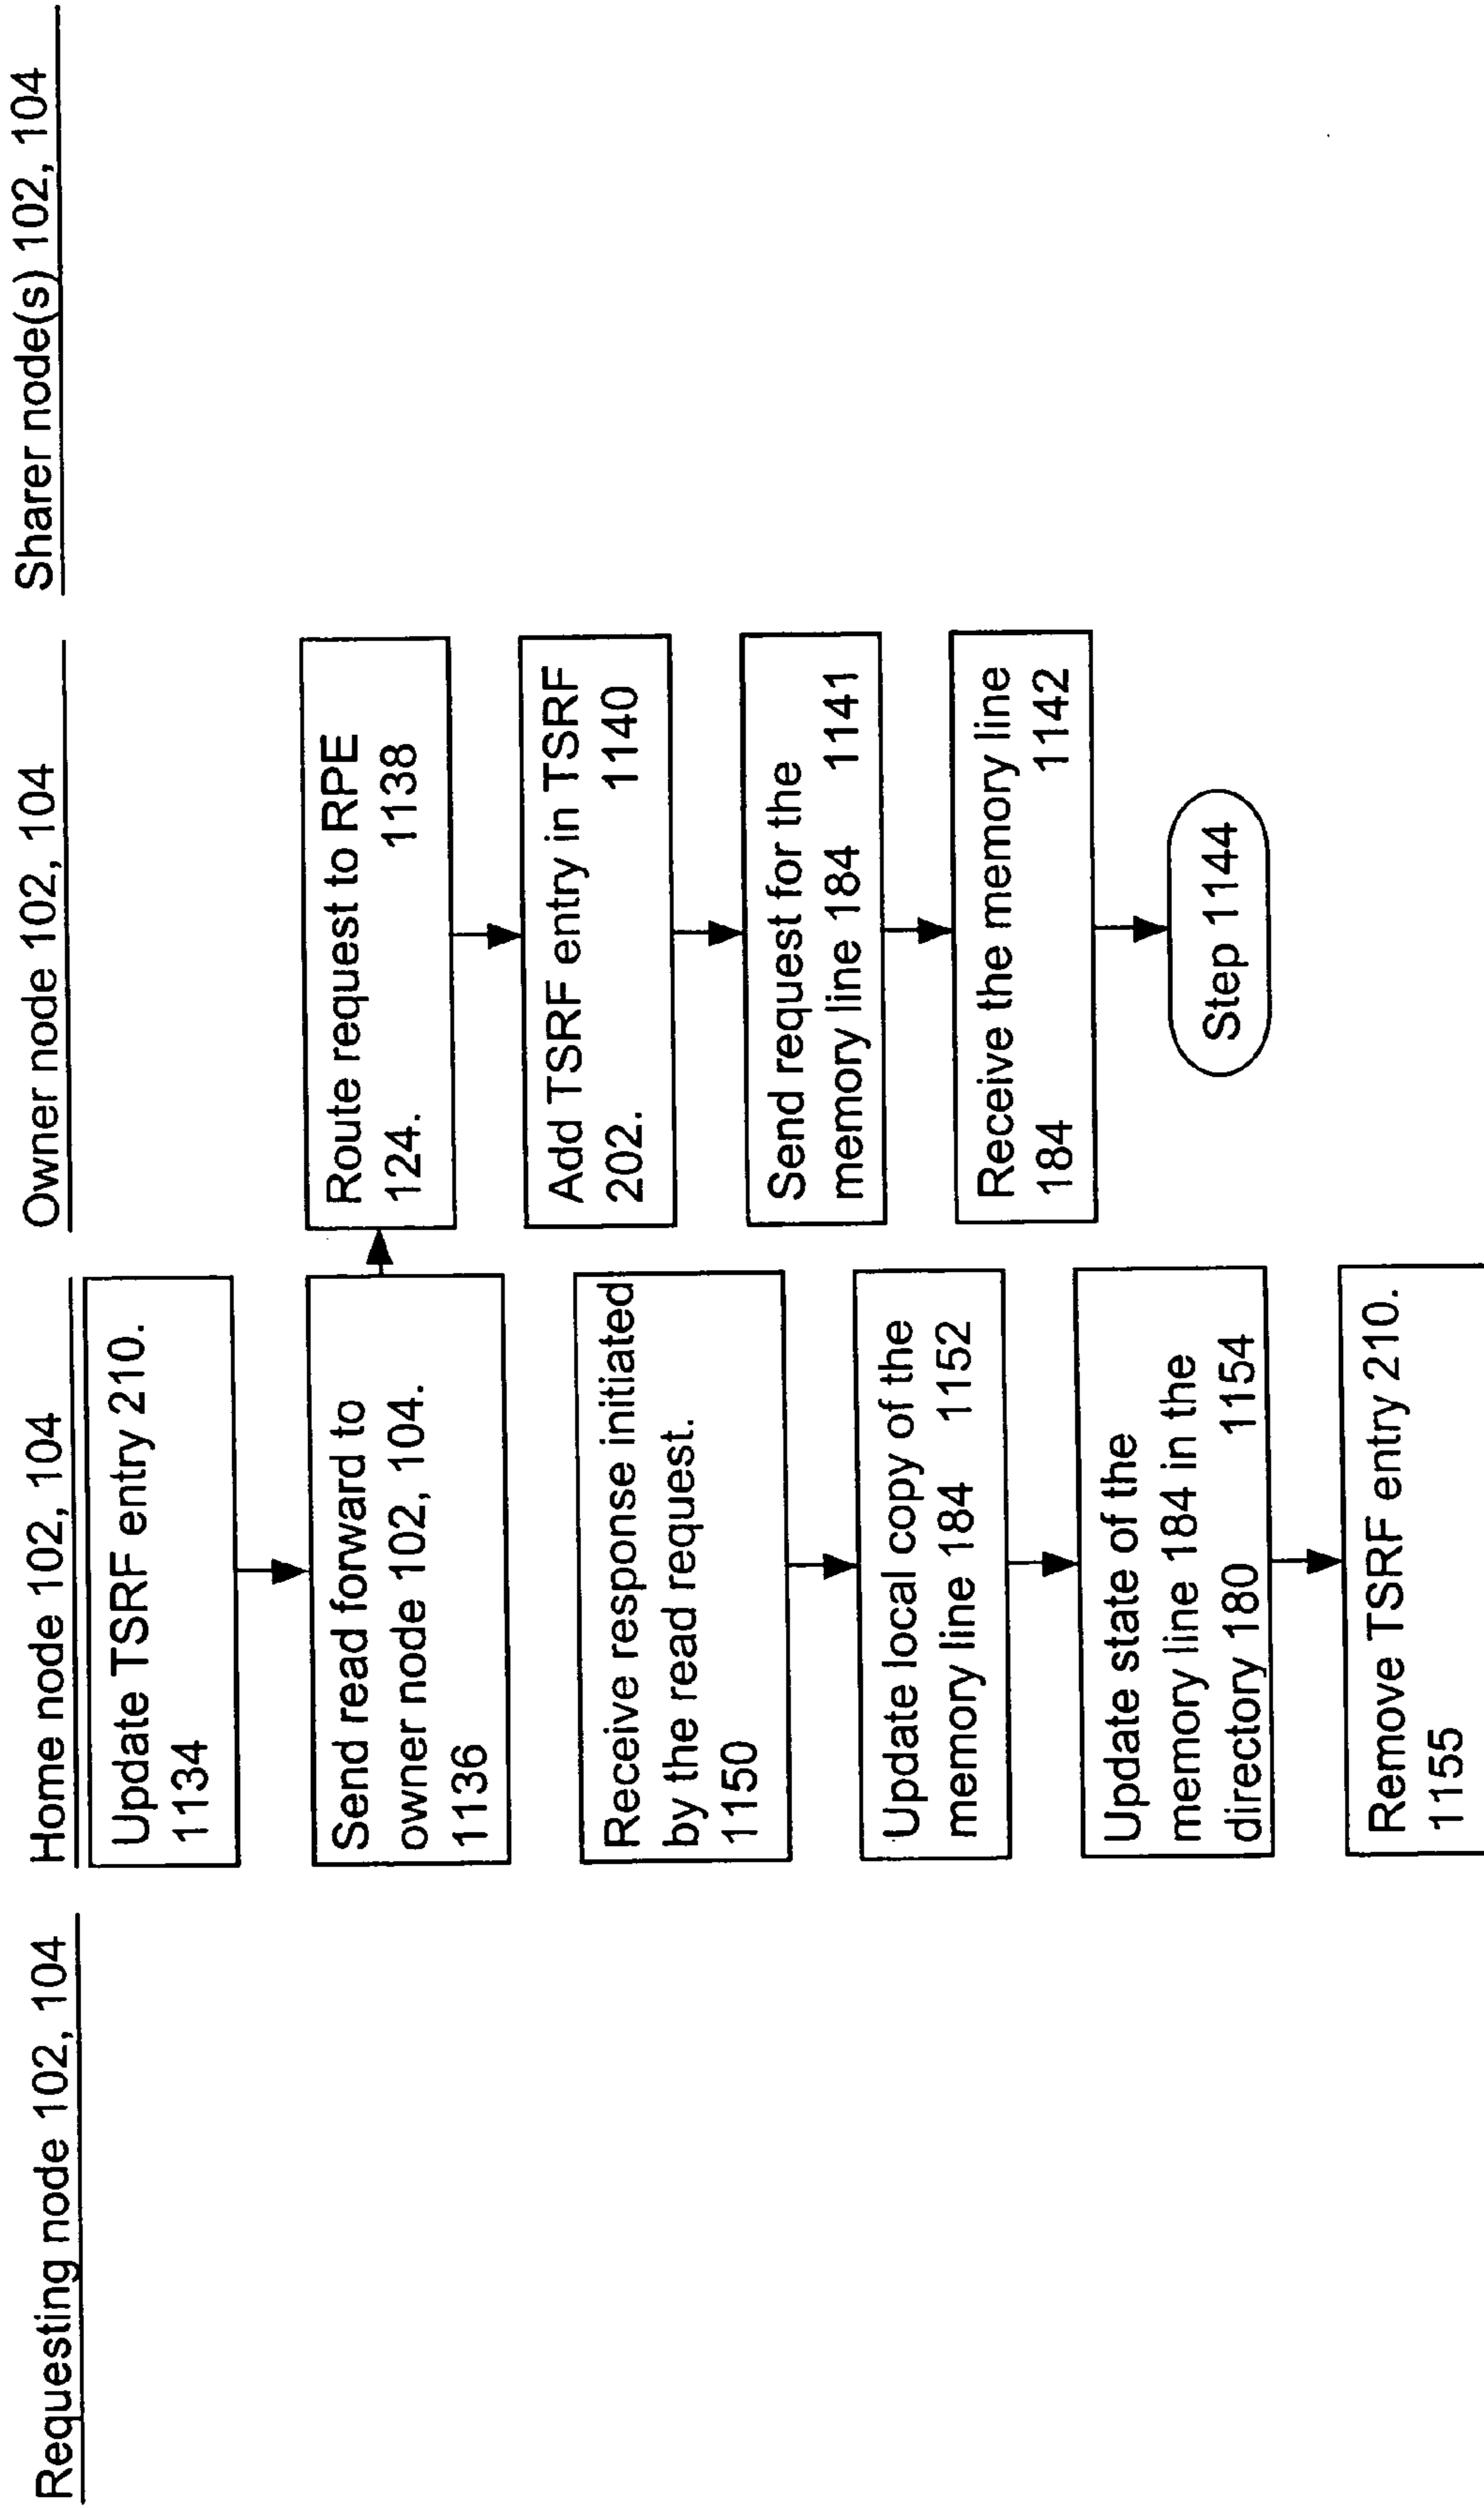 Requesting node 102, 104
Home node 102, 104
Owner node 102, 104
Sharer node(s) 102, 104
Update TSRF entry 210.
1134
Send read forward to
owner node 102, 104.
1136
Receive response initiated
by the read request.
1150
Update local copy of the
memory line 184 1152
Update state of the
memory line 184 in the
directory 180 1154
Remove TSRF entry 210.
1155
Route request to RPE
124. 1138
Add TSRF entry in TSRF
202. 1140
Send request for the
memory line 184 1141
Receive the memory line
184 1142
Step 1144